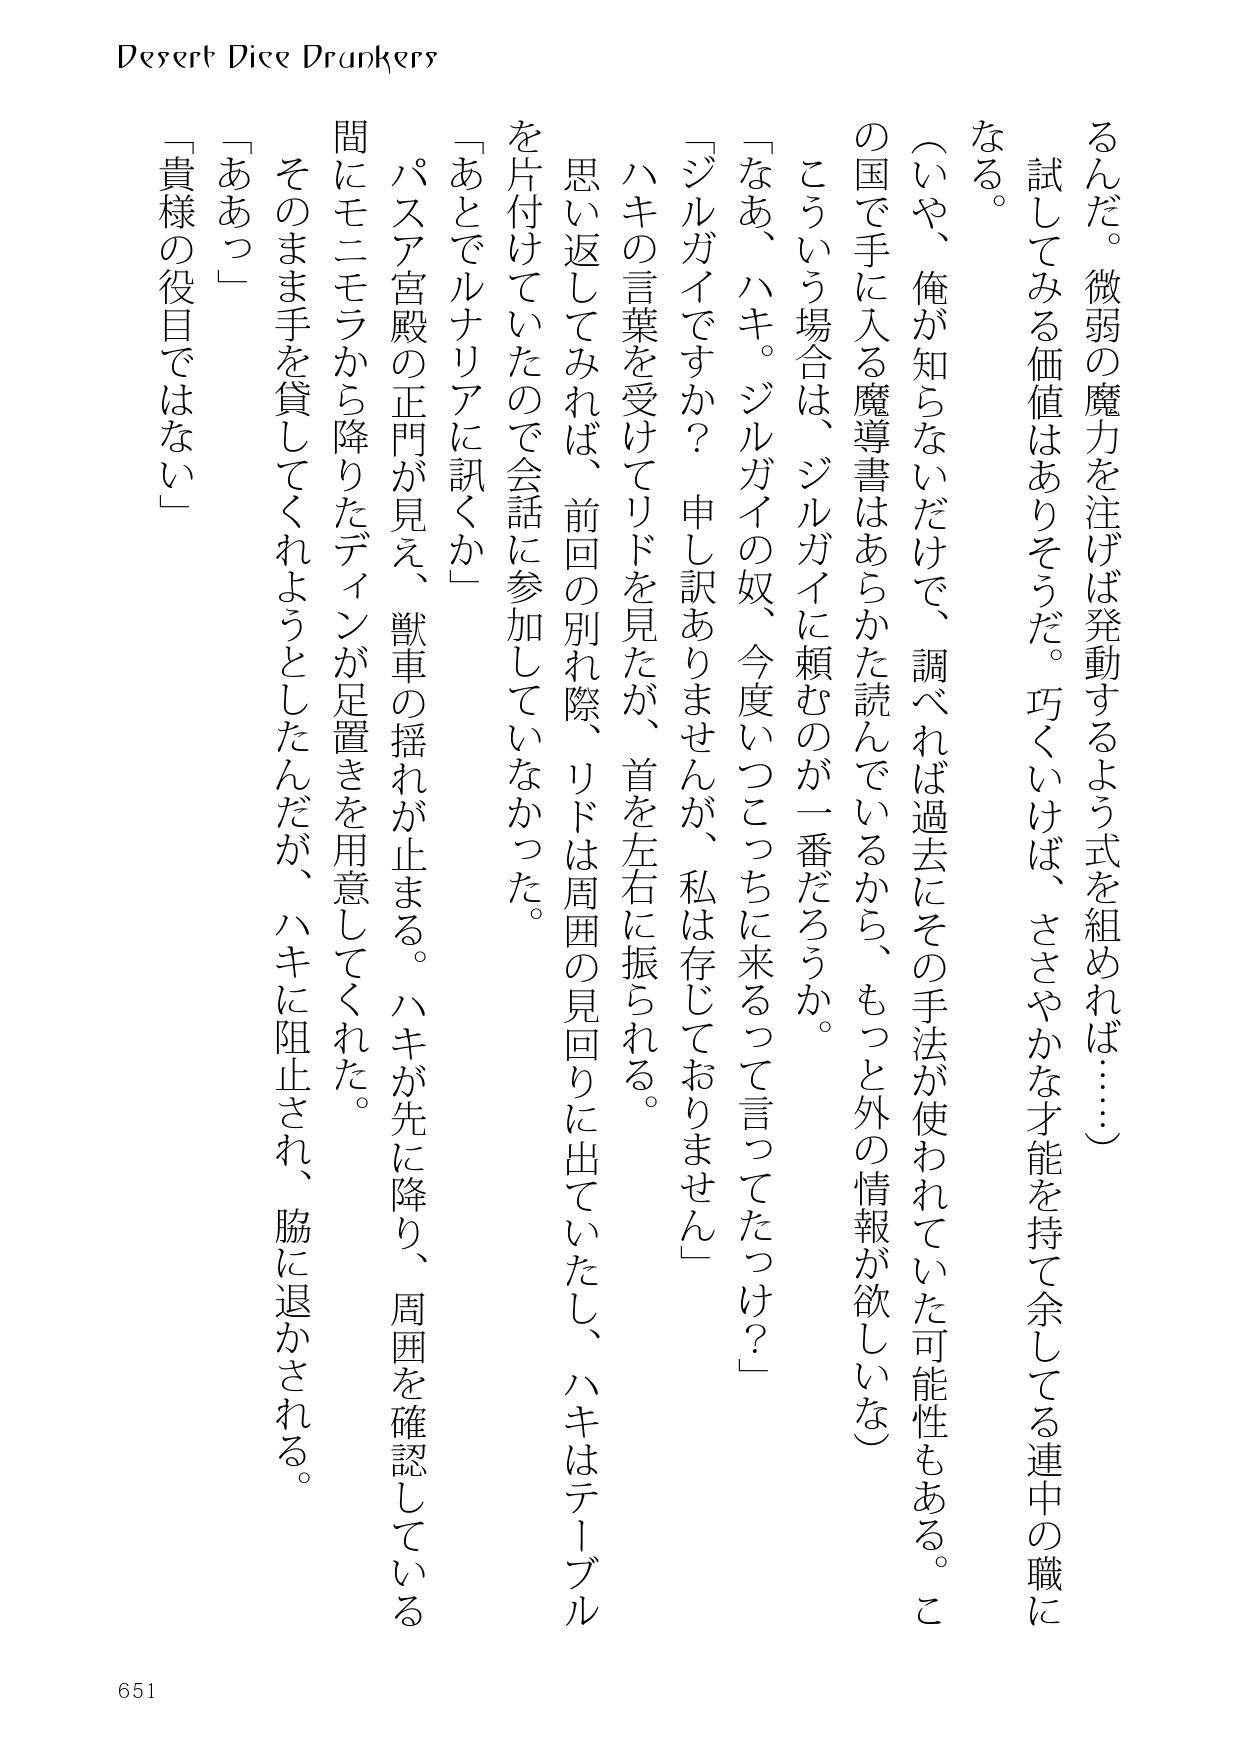 Desert Dice Drunkers
るんだ。微弱の魔力を注げば発動するよう式を組めれば……）
　試してみる価値はありそうだ。巧くいけば、ささやかな才能を持て余してる連中の職に
なる。
（いや、俺が知らないだけで、調べれば過去にその手法が使われていた可能性もある。こ
の国で手に入る魔導書はあらかた読んでいるから、もっと外の情報が欲しいな）
　こういう場合は、ジルガイに頼むのが一番だろうか。
「なあ、ハキ。ジルガイの奴、今度いつこっちに来るって言ってたっけ？」
「ジルガイですか？　申し訳ありませんが、私は存じておりません」
　ハキの言葉を受けてリドを見たが、首を左右に振られる。
　思い返してみれば、前回の別れ際、リドは周囲の見回りに出ていたし、ハキはテーブル
を片付けていたので会話に参加していなかった。
「あとでルナリアに訊くか」
　パスア宮殿の正門が見え、獣車の揺れが止まる。ハキが先に降り、周囲を確認している
間にモニモラから降りたディンが足置きを用意してくれた。
　そのまま手を貸してくれようとしたんだが、ハキに阻止され、脇に退かされる。
「ああっ」
「貴様の役目ではない」
651